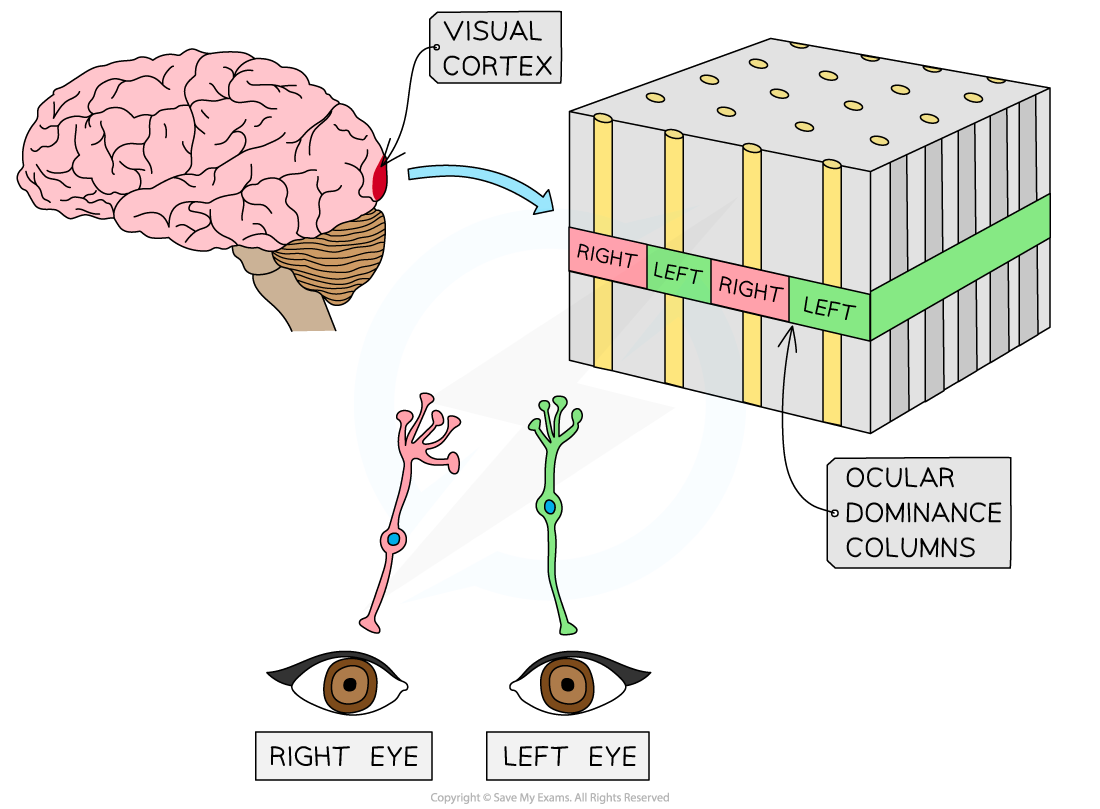 VISUAL
CORTEX
RIGHT
LEFT
RIGHT
LEFT
OCULAR
DOMINANCE
COLUMNS
RIGHT EYE
LEFT EYE
Copyright © Save My Exams. All Rights Reserved